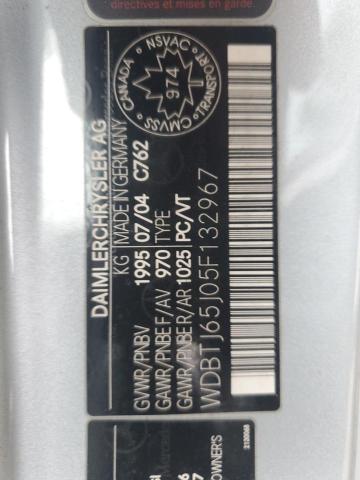 directives et mises en garde.
DAIMLERCHRYSLER AG
KG MADE IN GERMANY
GVWR/PNBV 1995 07/04 C762
GAWR/PNBE F/AV 970 TYPE
GAWR/PNBE R/AR 1025 PC/VT
CANADA
NSVAC
974
CMVSS
TRANSPORT
WDBTJ65J05F132967
OWNER'S
2120068